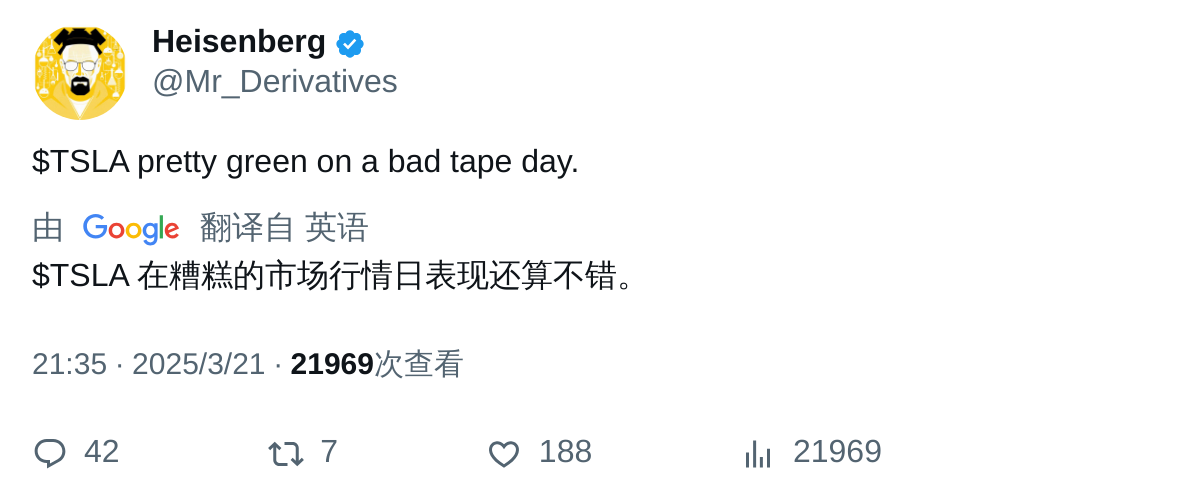 Heisenberg
@Mr_Derivatives
$TSLA pretty green on a bad tape day.
由 Google 翻译自 英语
$TSLA 在糟糕的市场行情日表现还算不错。
21:35 · 2025/3/21 · 21969次查看
42 7 188 21969